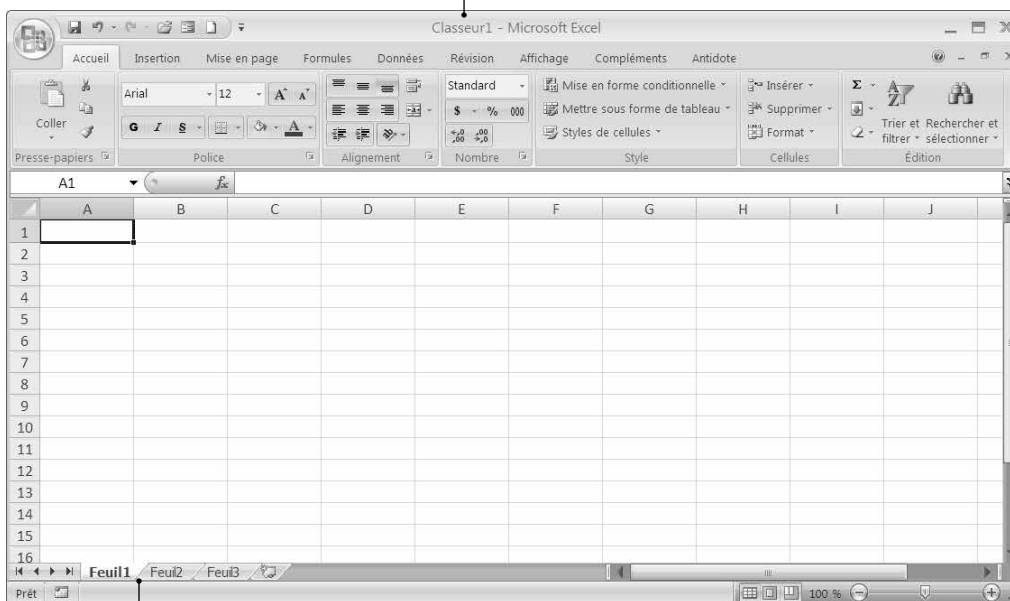 Classeur1 - Microsoft Excel
Accueil Insertion Mise en page Formules Données Révision Affichage Compléments Antidote
Coller
Presse-papiers
Arial 12 A A
G I S A
Police
Alignement
Standard
$ % 000
,00 ,00
Nombre
Mise en forme conditionnelle
Mettre sous forme de tableau
Styles de cellules
Style
Insérer
Supprimer
Format
Cellules
Σ
Trier et filtrer
Rechercher et sélectionner
Édition
A1 fx
A B C D E F G H I J
1
2
3
4
5
6
7
8
9
10
11
12
13
14
15
16
Feuil1 Feuil2 Feuil3
Prêt 100 %